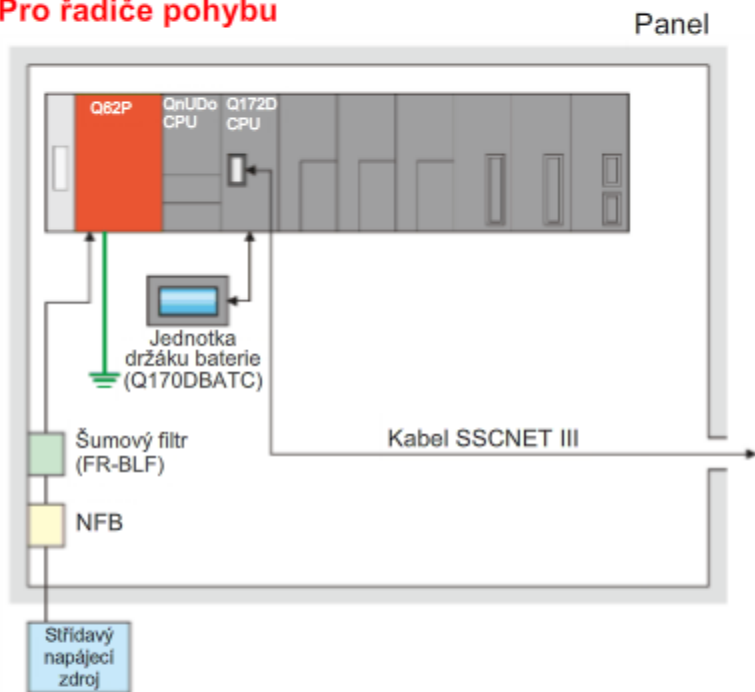 Pro řadiče pohybu
Panel
Q62P
QnUDo
CPU
Q172D
CPU
Jednotka
držáku baterie
(Q170DBATC)
Šumový filtr
(FR-BLF)
Kabel SSCNET III
NFB
Střídavý
napájecí
zdroj